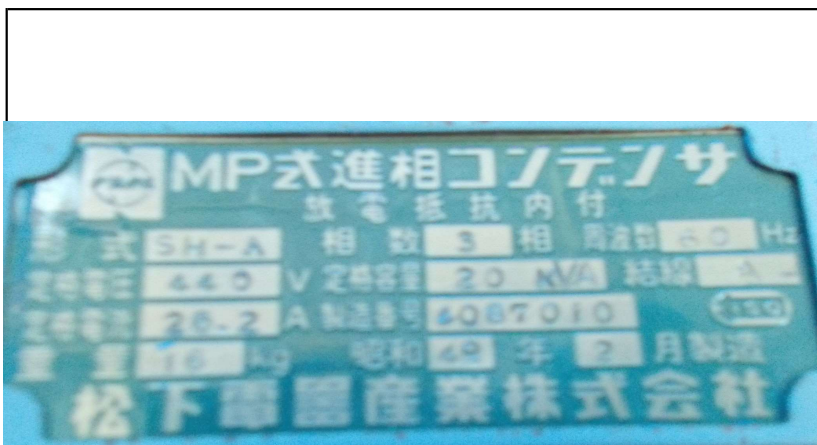 MP式進相コンデンサ
放電抵抗内付
形式 SH-A 相数 3 相 周波数 60 Hz
定格電圧 440 V 定格容量 20 KVA 結線
定格電流 26.2 A 製造番号 4087010
重量 16 kg 昭和 48 年 2 月製造
松下電器産業株式会社